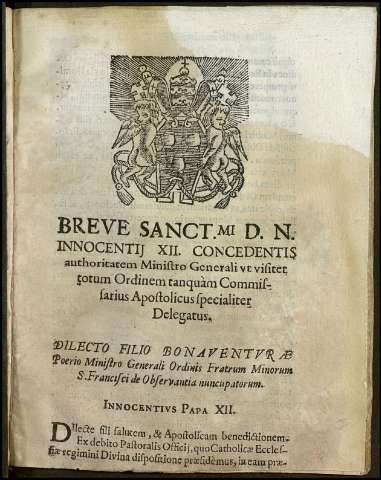 BREVE SANCT.MI D. N.
INNOCENTIJ XII. CONCEDENTIS
authoritatem Ministro Generali vt visitet
totum Ordinem tanquàm Commis-
sarius Apostolicus specialiter
Delegatus.
DILECTO FILIO BONAVENTVRÆ
Poerio Ministro Generali Ordinis Fratrum Minorum
S. Francisci de Obseruantia nuncupatorum.
INNOCENTIVS PAPA XII.
DIlecte fili salutem, & Apostolicam benedictionem.
Ex debito Pastoralis Officij, quo Catholicæ Eccle-
siæ regimini Diuina dispositione præsidemus, in eam præ-